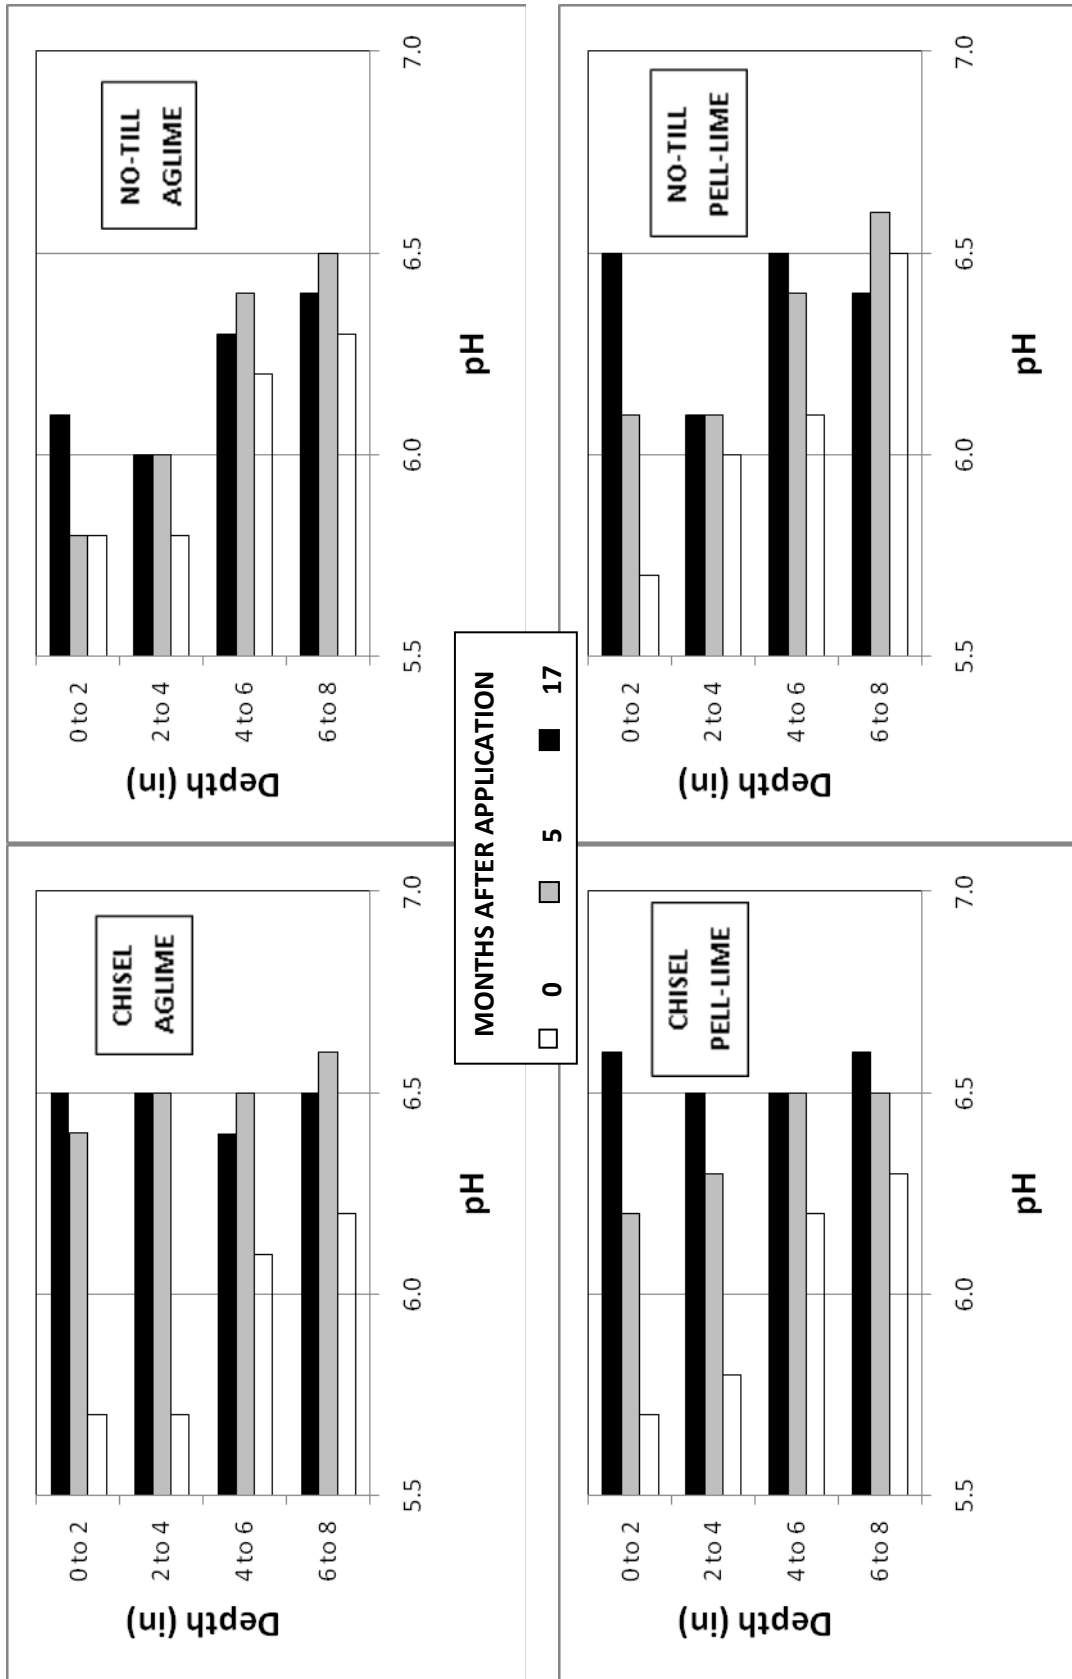 CHISEL
AGLIME
Depth (in)
0 to 2
2 to 4
4 to 6
6 to 8
5.5
6.0
6.5
7.0
pH
NO-TILL
AGLIME
Depth (in)
0 to 2
2 to 4
4 to 6
6 to 8
5.5
6.0
6.5
7.0
pH
MONTHS AFTER APPLICATION
0 5 17
CHISEL
PELL-LIME
Depth (in)
0 to 2
2 to 4
4 to 6
6 to 8
5.5
6.0
6.5
7.0
pH
NO-TILL
PELL-LIME
Depth (in)
0 to 2
2 to 4
4 to 6
6 to 8
5.5
6.0
6.5
7.0
pH